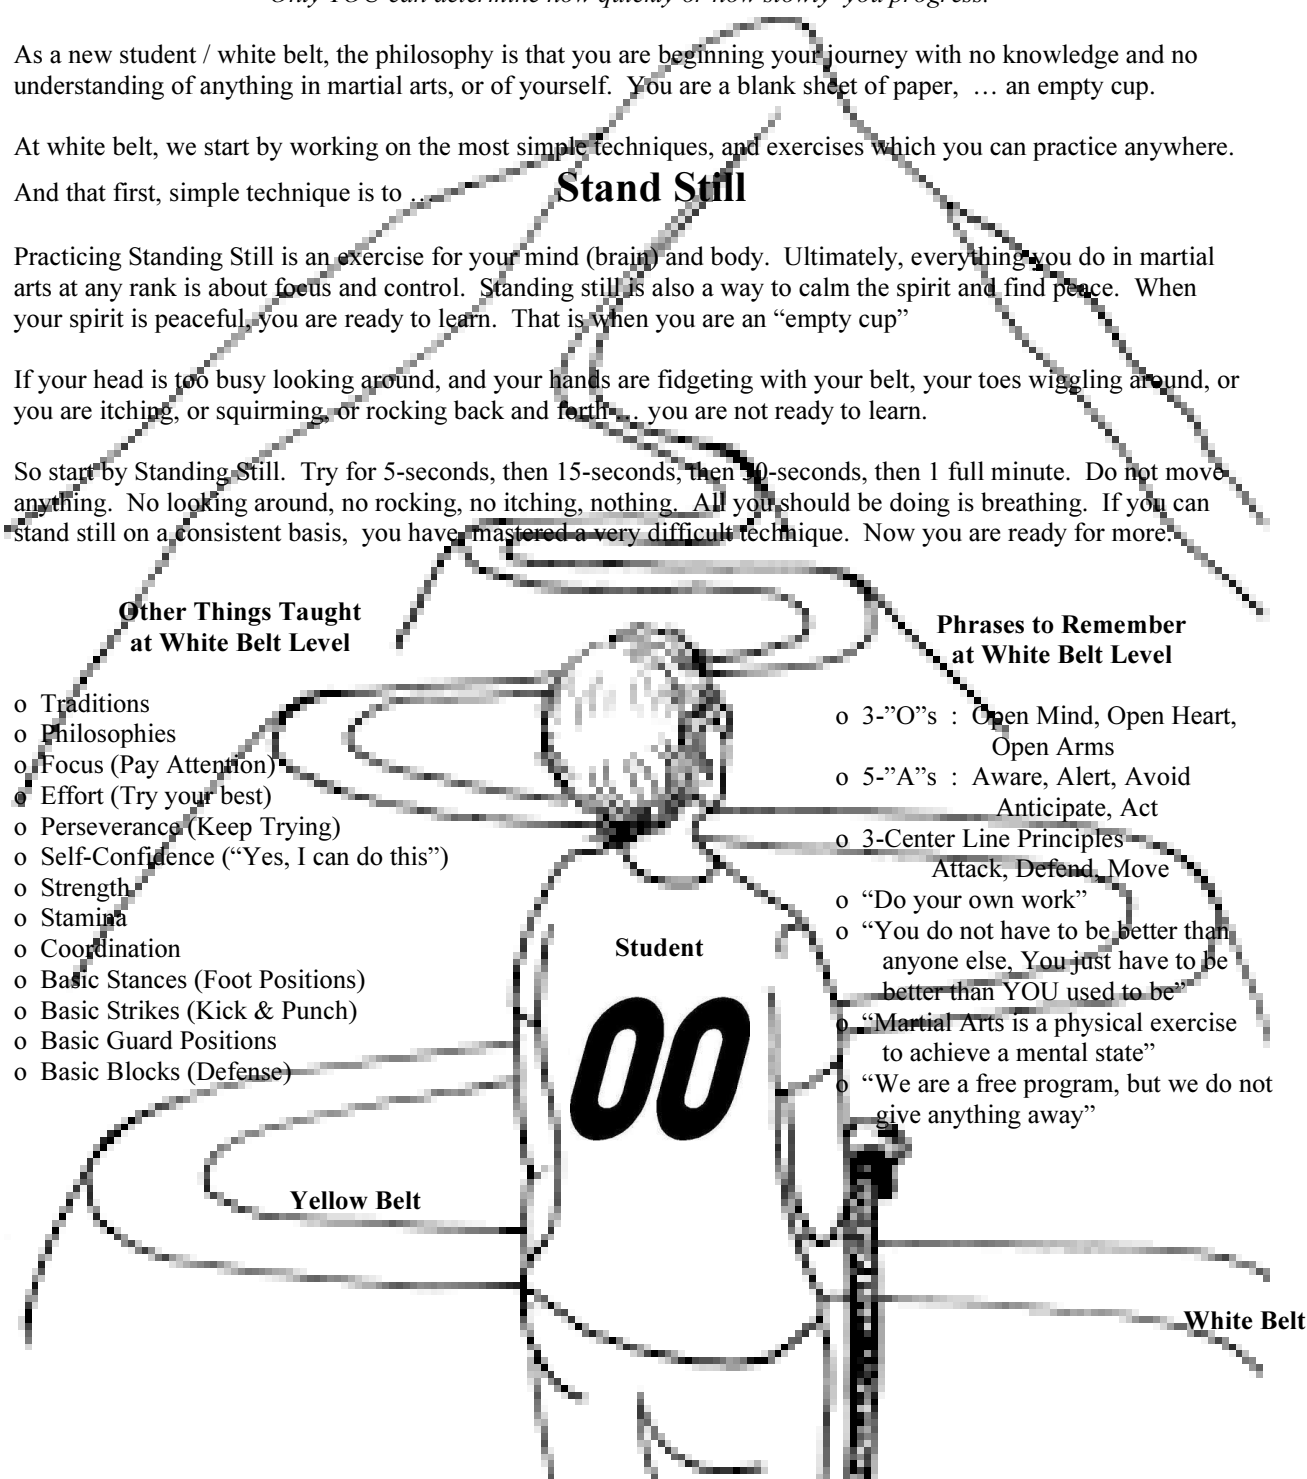 Only YOU can determine how quickly or how slowly you progress.
As a new student / white belt, the philosophy is that you are beginning your journey with no knowledge and no
understanding of anything in martial arts, or of yourself. You are a blank sheet of paper, … an empty cup.
At white belt, we start by working on the most simple techniques, and exercises which you can practice anywhere.
And that first, simple technique is to … Stand Still
Practicing Standing Still is an exercise for your mind (brain) and body. Ultimately, everything you do in martial
arts at any rank is about focus and control. Standing still is also a way to calm the spirit and find peace. When
your spirit is peaceful, you are ready to learn. That is when you are an “empty cup”
If your head is too busy looking around, and your hands are fidgeting with your belt, your toes wiggling around, or
you are itching, or squirming, or rocking back and forth … you are not ready to learn.
So start by Standing Still. Try for 5-seconds, then 15-seconds, then 30-seconds, then 1 full minute. Do not move
anything. No looking around, no rocking, no itching, nothing. All you should be doing is breathing. If you can
stand still on a consistent basis, you have mastered a very difficult technique. Now you are ready for more.
Other Things Taught
at White Belt Level
o Traditions
o Philosophies
o Focus (Pay Attention)
o Effort (Try your best)
o Perseverance (Keep Trying)
o Self-Confidence (“Yes, I can do this”)
o Strength
o Stamina
o Coordination
o Basic Stances (Foot Positions)
o Basic Strikes (Kick & Punch)
o Basic Guard Positions
o Basic Blocks (Defense)
Phrases to Remember
at White Belt Level
o 3-”O”s : Open Mind, Open Heart,
Open Arms
o 5-”A”s : Aware, Alert, Avoid
Anticipate, Act
o 3-Center Line Principles
Attack, Defend, Move
o “Do your own work”
o “You do not have to be better than
anyone else, You just have to be
better than YOU used to be”
o “Martial Arts is a physical exercise
to achieve a mental state”
o “We are a free program, but we do not
give anything away”
Student
00
Yellow Belt
White Belt